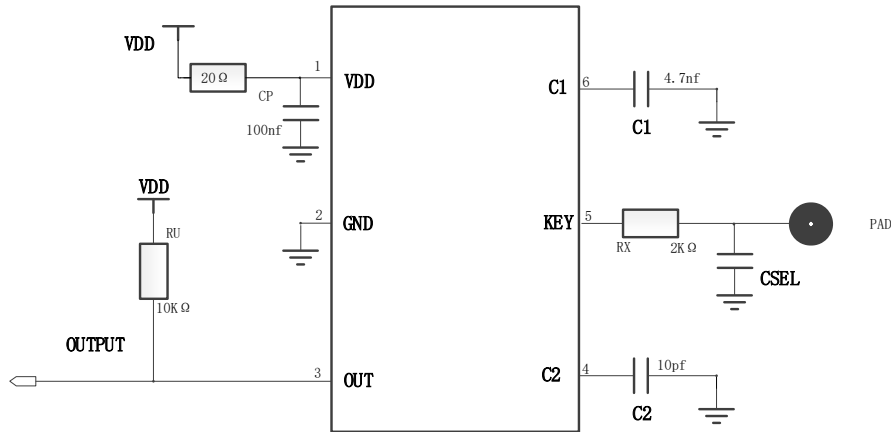 VDD
20Ω
CP
100nf
1
VDD
C1
6
4.7nf
C1
2
GND
KEY
5
RX
2KΩ
PAD
CSEL
VDD
RU
10KΩ
OUTPUT
3
OUT
C2
4
10pf
C2